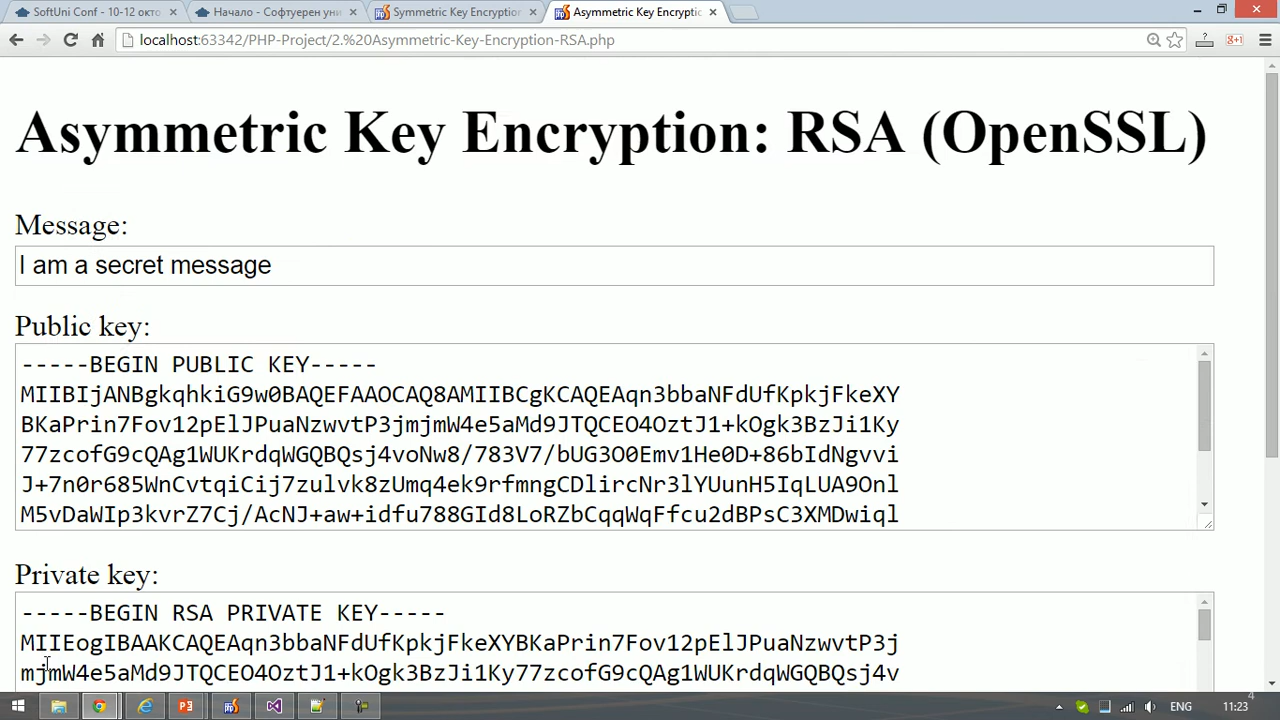 SoftUni Conf - 10-12 окто
Начало - Софтуерен уни
Symmetric Key Encryption
Asymmetric Key Encryptic
localhost:63342/PHP-Project/2.%20Asymmetric-Key-Encryption-RSA.php
Asymmetric Key Encryption: RSA (OpenSSL)
Message:
I am a secret message
Public key:
-----BEGIN PUBLIC KEY-----
MIIBIjANBgkqhkiG9w0BAQEFAAOCAQ8AMIIBCgKCAQEAqn3bbaNFdUfKpkjFkeXY
BKaPrin7Fov12pElJPuaNzwvtP3jmjmW4e5aMd9JTQCEO4OztJ1+kOgk3BzJi1Ky
77zcofG9cQAg1WUKrdqWGQBQsj4voNw8/783V7/bUG3O0Emv1He0D+86bIdNgvvi
J+7n0r685WnCvtqiCij7zulvk8zUmq4ek9rfmngCDlircNr3lYUunH5IqLUA9Onl
M5vDaWIp3kvrZ7Cj/AcNJ+aw+idfu788GId8LoRZbCqqWqFfcu2dBPsC3XMDwiql
Private key:
-----BEGIN RSA PRIVATE KEY-----
MIIEogIBAAKCAQEAqn3bbaNFdUfKpkjFkeXYBKaPrin7Fov12pElJPuaNzwvtP3j
mjmW4e5aMd9JTQCEO4OztJ1+kOgk3BzJi1Ky77zcofG9cQAg1WUKrdqWGQBQsj4v
4
ENG
11:23